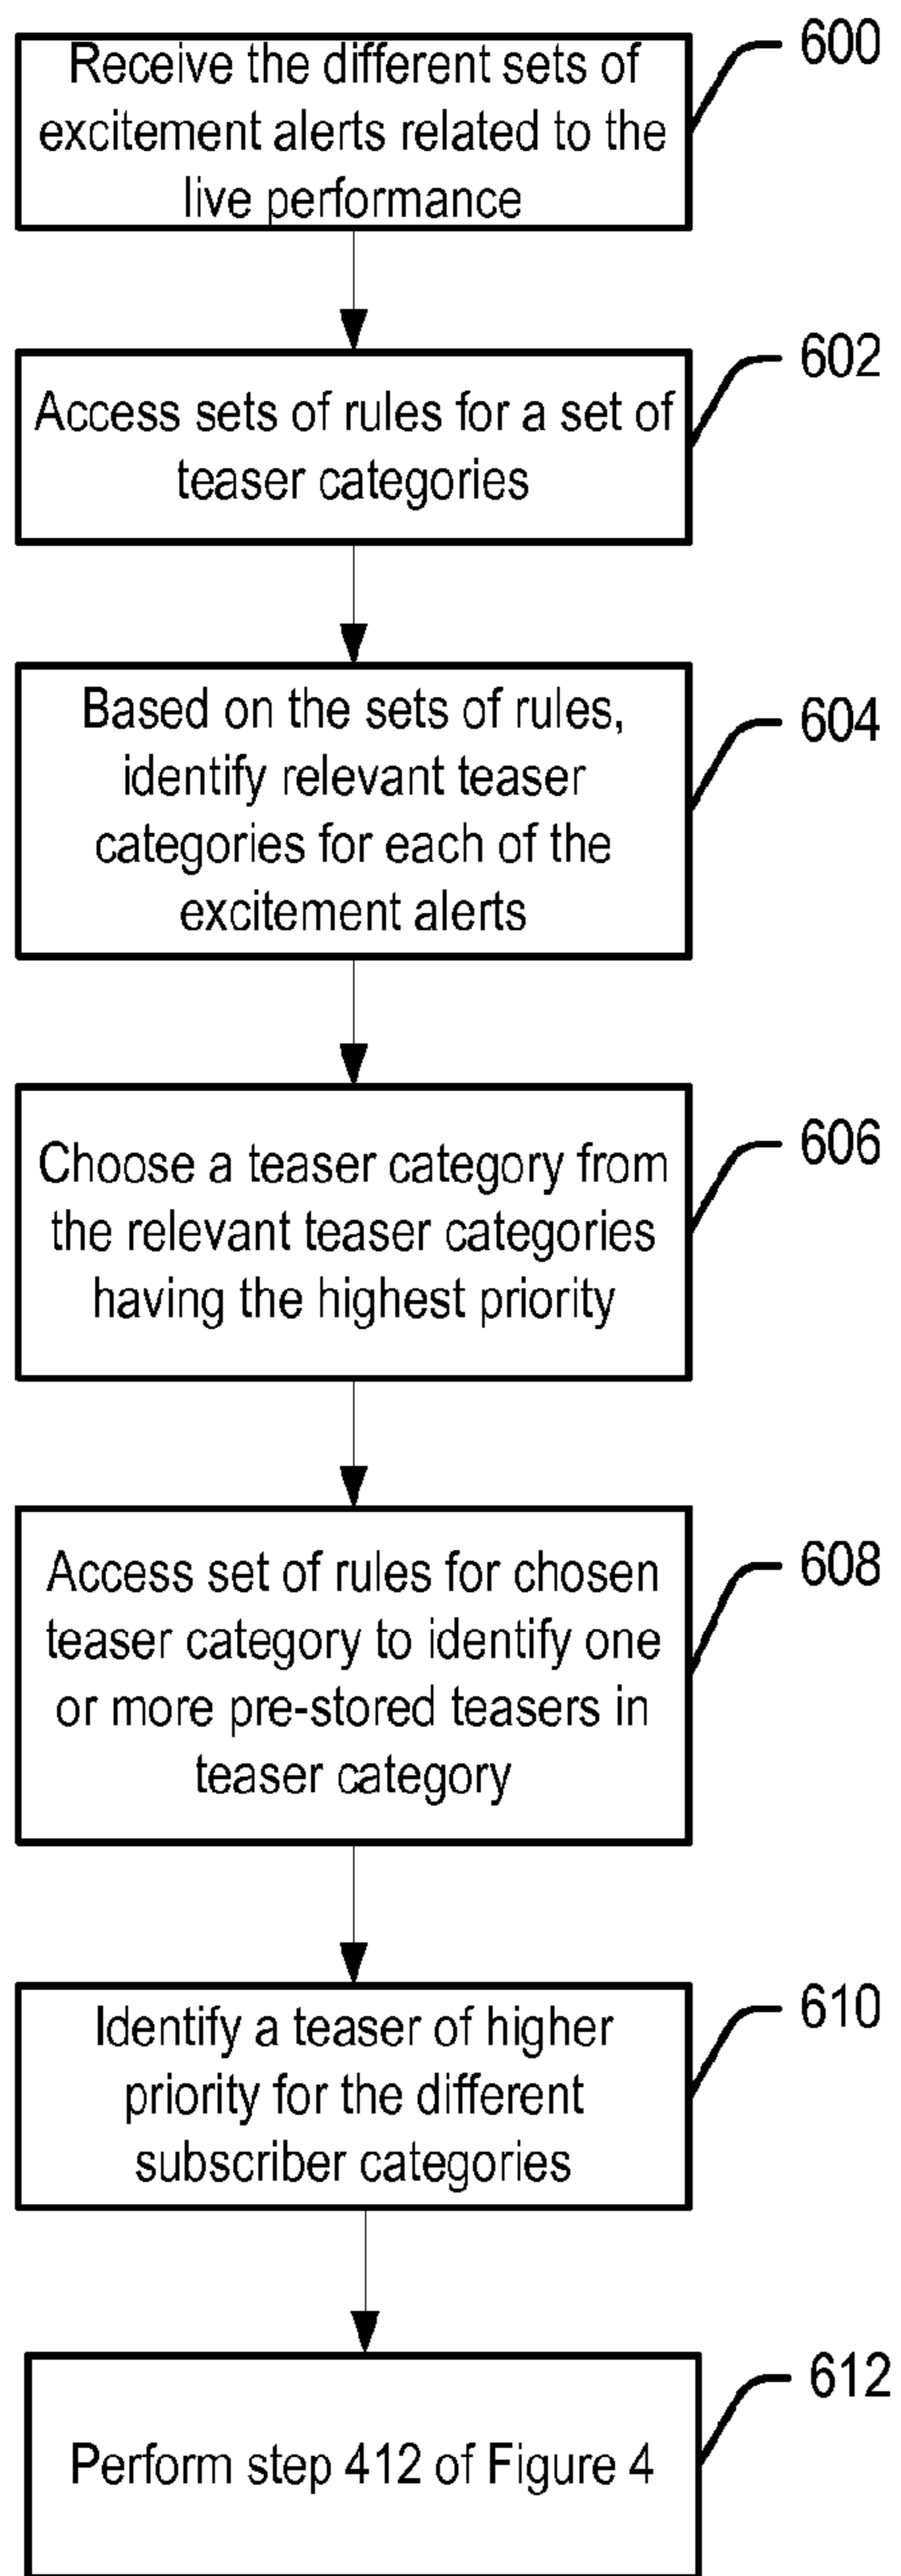 Receive the different sets of
excitement alerts related to the
live performance
600
Access sets of rules for a set of
teaser categories
602
Based on the sets of rules,
identify relevant teaser
categories for each of the
excitement alerts
604
Choose a teaser category from
the relevant teaser categories
having the highest priority
606
Access set of rules for chosen
teaser category to identify one
or more pre-stored teasers in
teaser category
608
Identify a teaser of higher
priority for the different
subscriber categories
610
Perform step 412 of Figure 4
612